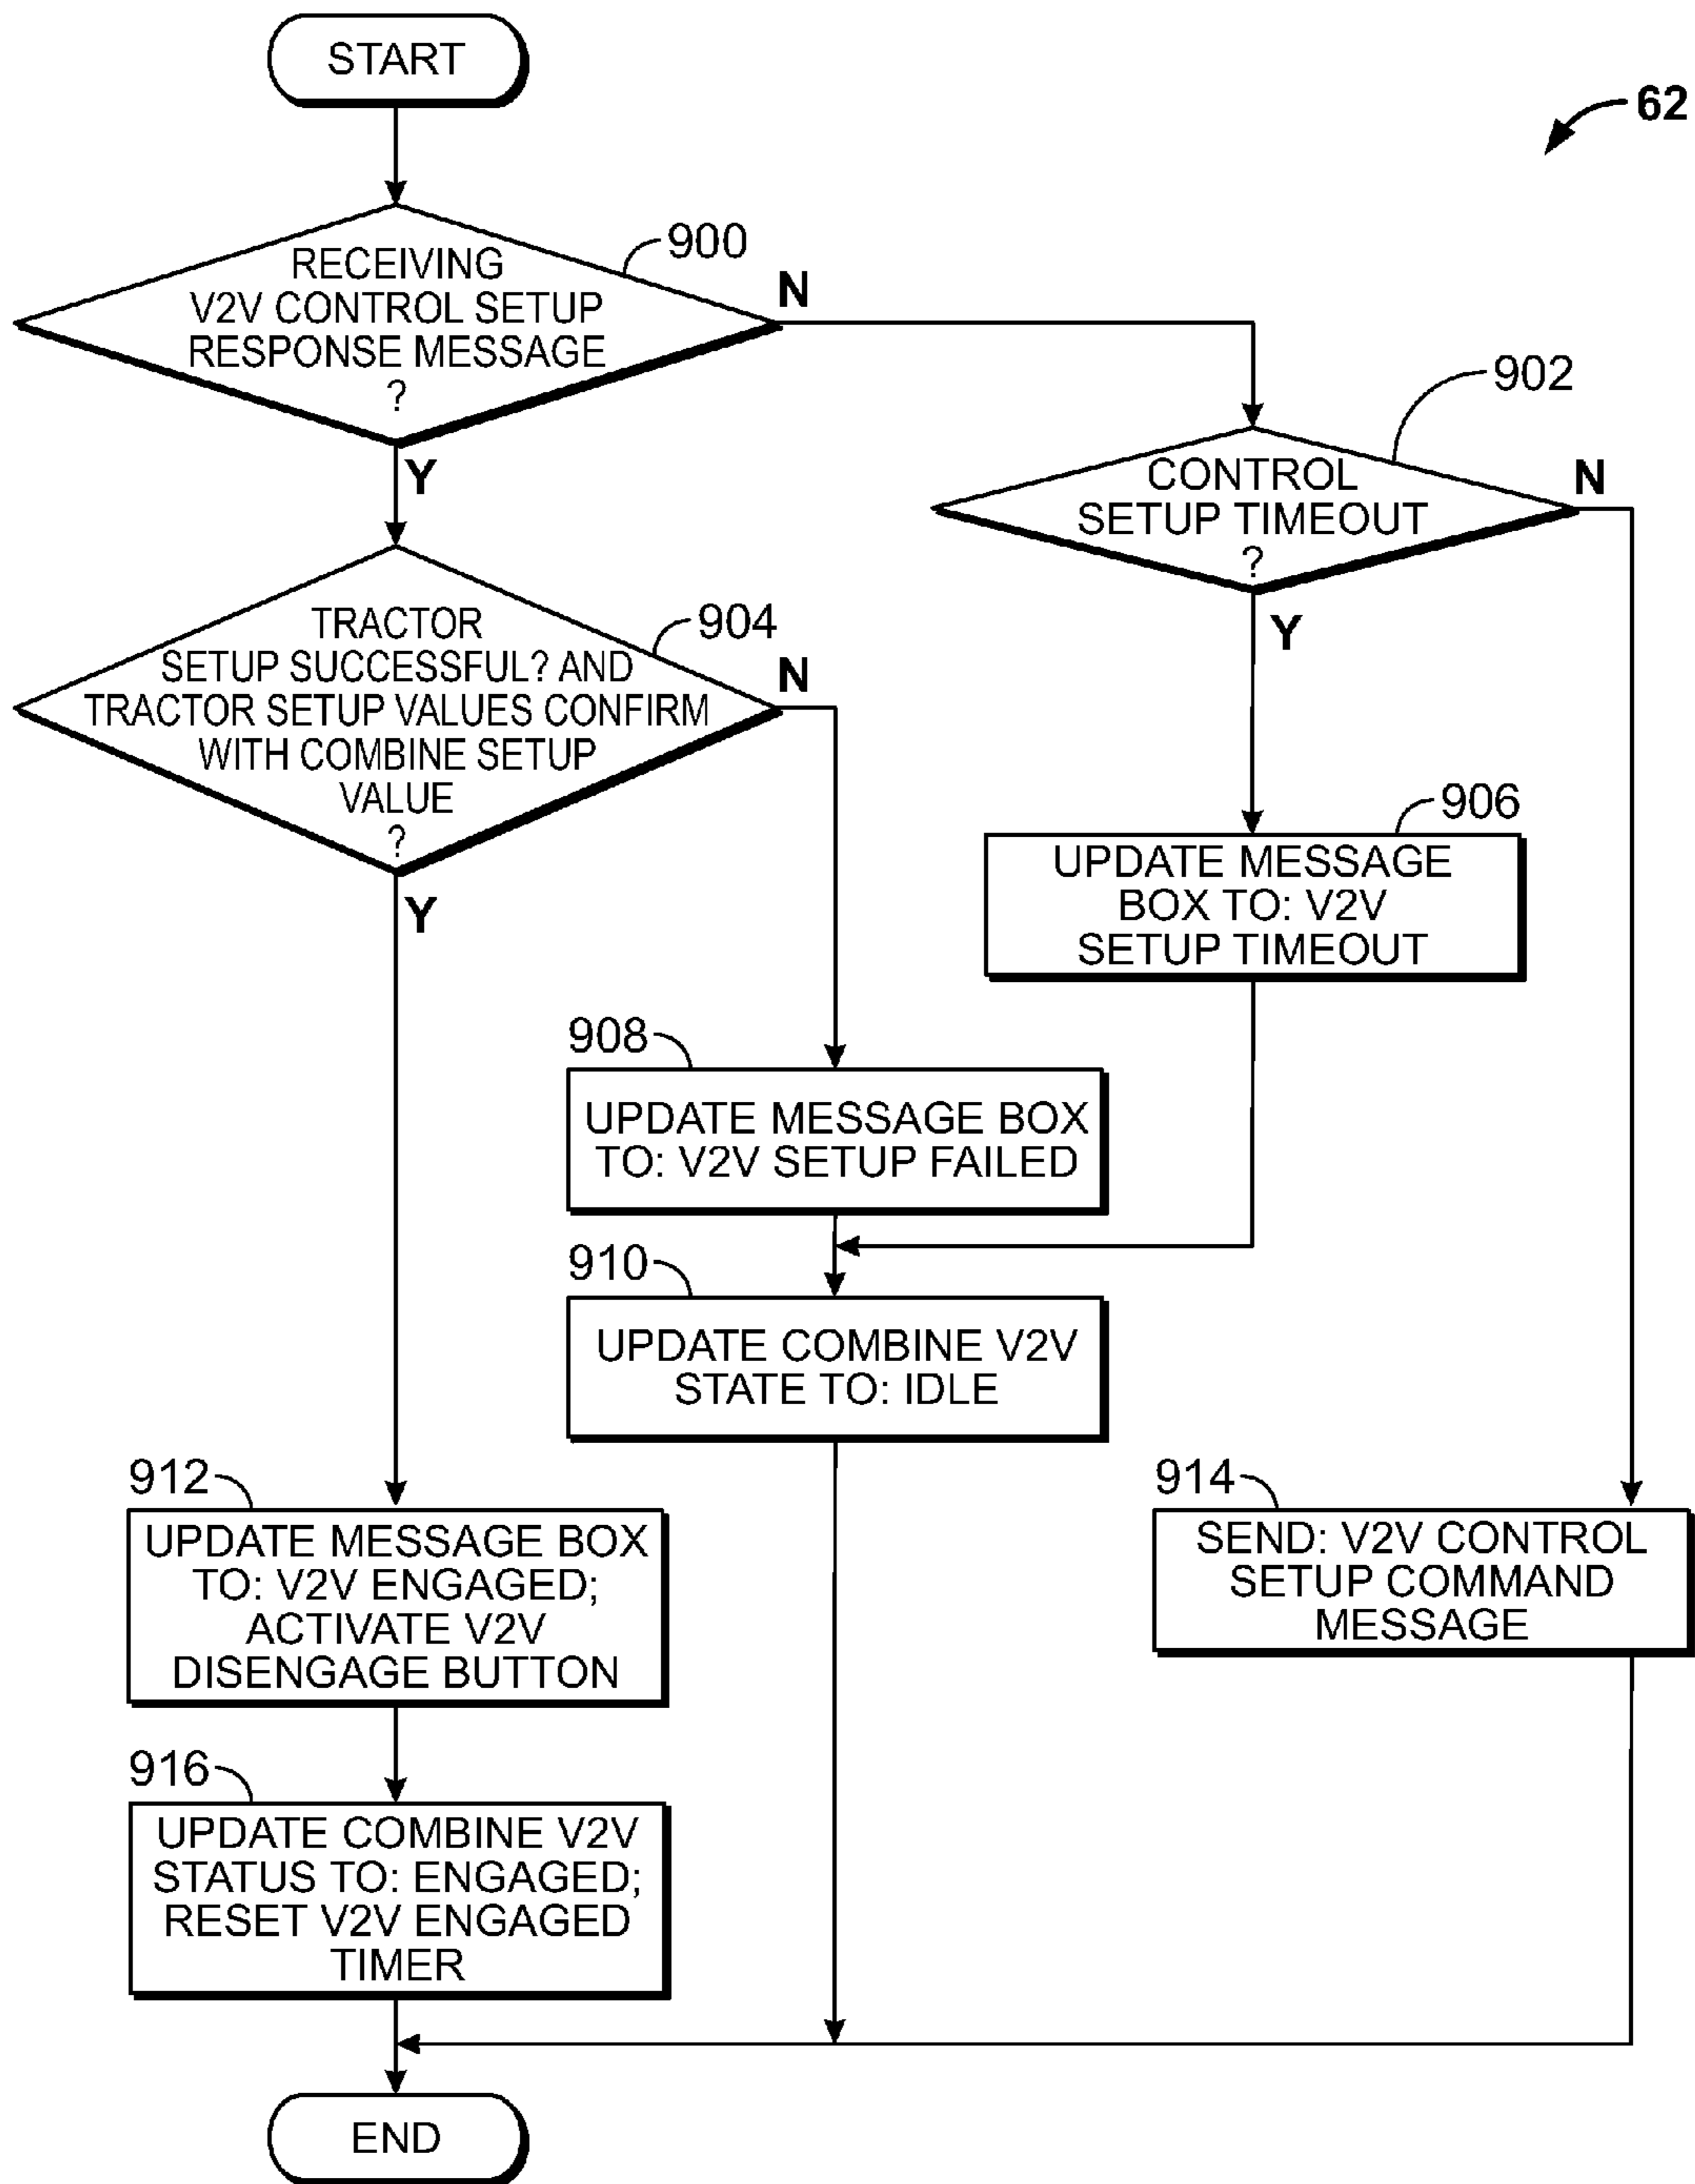 START
62
RECEIVING
V2V CONTROL SETUP
RESPONSE MESSAGE
?
900
N
Y
CONTROL
SETUP TIMEOUT
?
902
N
Y
TRACTOR
SETUP SUCCESSFUL? AND
TRACTOR SETUP VALUES CONFIRM
WITH COMBINE SETUP
VALUE
?
904
N
Y
906
UPDATE MESSAGE
BOX TO: V2V
SETUP TIMEOUT
908
UPDATE MESSAGE BOX
TO: V2V SETUP FAILED
910
UPDATE COMBINE V2V
STATE TO: IDLE
912
UPDATE MESSAGE BOX
TO: V2V ENGAGED;
ACTIVATE V2V
DISENGAGE BUTTON
914
SEND: V2V CONTROL
SETUP COMMAND
MESSAGE
916
UPDATE COMBINE V2V
STATUS TO: ENGAGED;
RESET V2V ENGAGED
TIMER
END